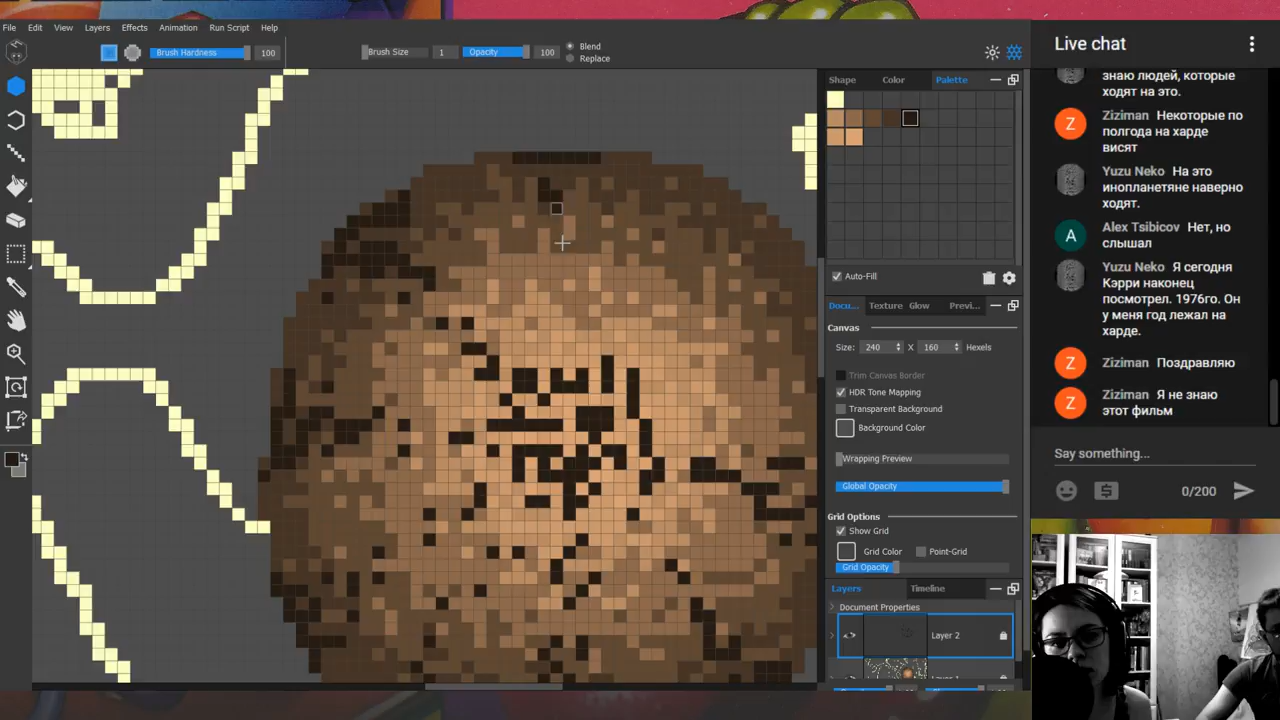 File Edit View Layers Effects Animation Run Script Help
Brush Hardness 100 Brush Size 1 Opacity 100 Blend
Replace
Shape Color Palette
Auto-Fill
Docu... Texture Glow Previ...
Canvas
Size: 240 X 160 Hexels
Trim Canvas Border
HDR Tone Mapping
Transparent Background
Background Color
Wrapping Preview
Global Opacity
Grid Options
Show Grid
Grid Color Point-Grid
Grid Opacity
Layers Timeline
Document Properties
Layer 2
Live chat
знаю людей, которые
ходят на это.
Ziziman Некоторые по
полгода на харде
висят
Yuzu Neko На это
инопланетяне наверно
ходят.
Alex Tsibicov Нет, но
слышал
Yuzu Neko Я сегодня
Кэрри наконец
посмотрел. 1976го. Он
у меня год лежал на
харде.
Ziziman Поздравляю
Ziziman Я не знаю
этот фильм
Say something...
0/200